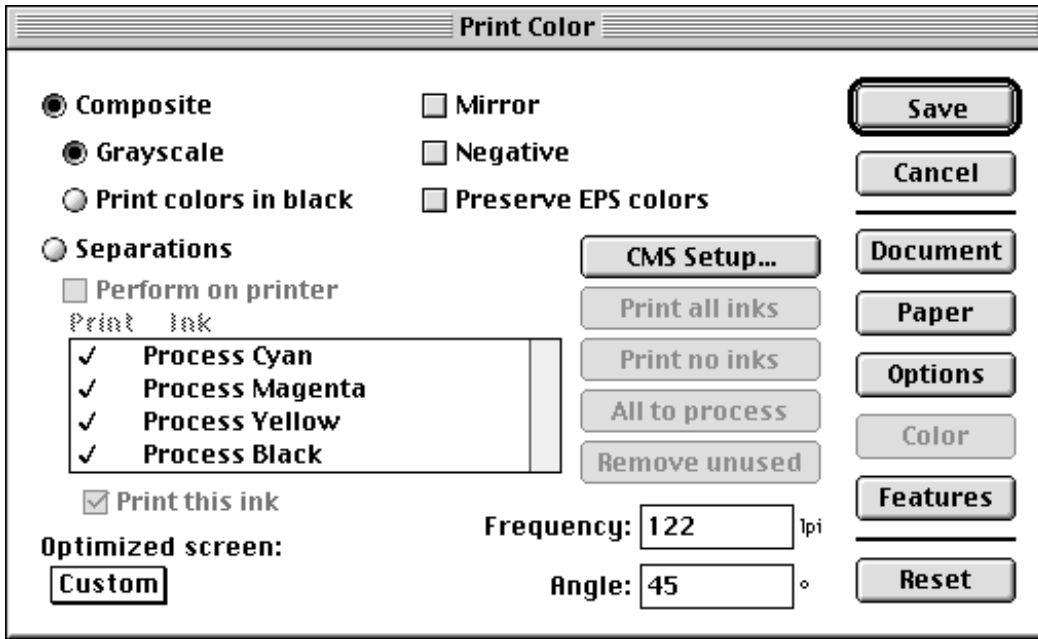 Print Color
Composite
Mirror
Save
Grayscale
Negative
Cancel
Print colors in black
Preserve EPS colors
Separations
CMS Setup...
Document
Perform on printer
Print all inks
Paper
Print Ink
Process Cyan
Print no inks
Process Magenta
Options
Process Yellow
All to process
Color
Process Black
Remove unused
Print this ink
Features
Frequency: 122 lpi
Optimized screen:
Custom
Angle: 45 °
Reset